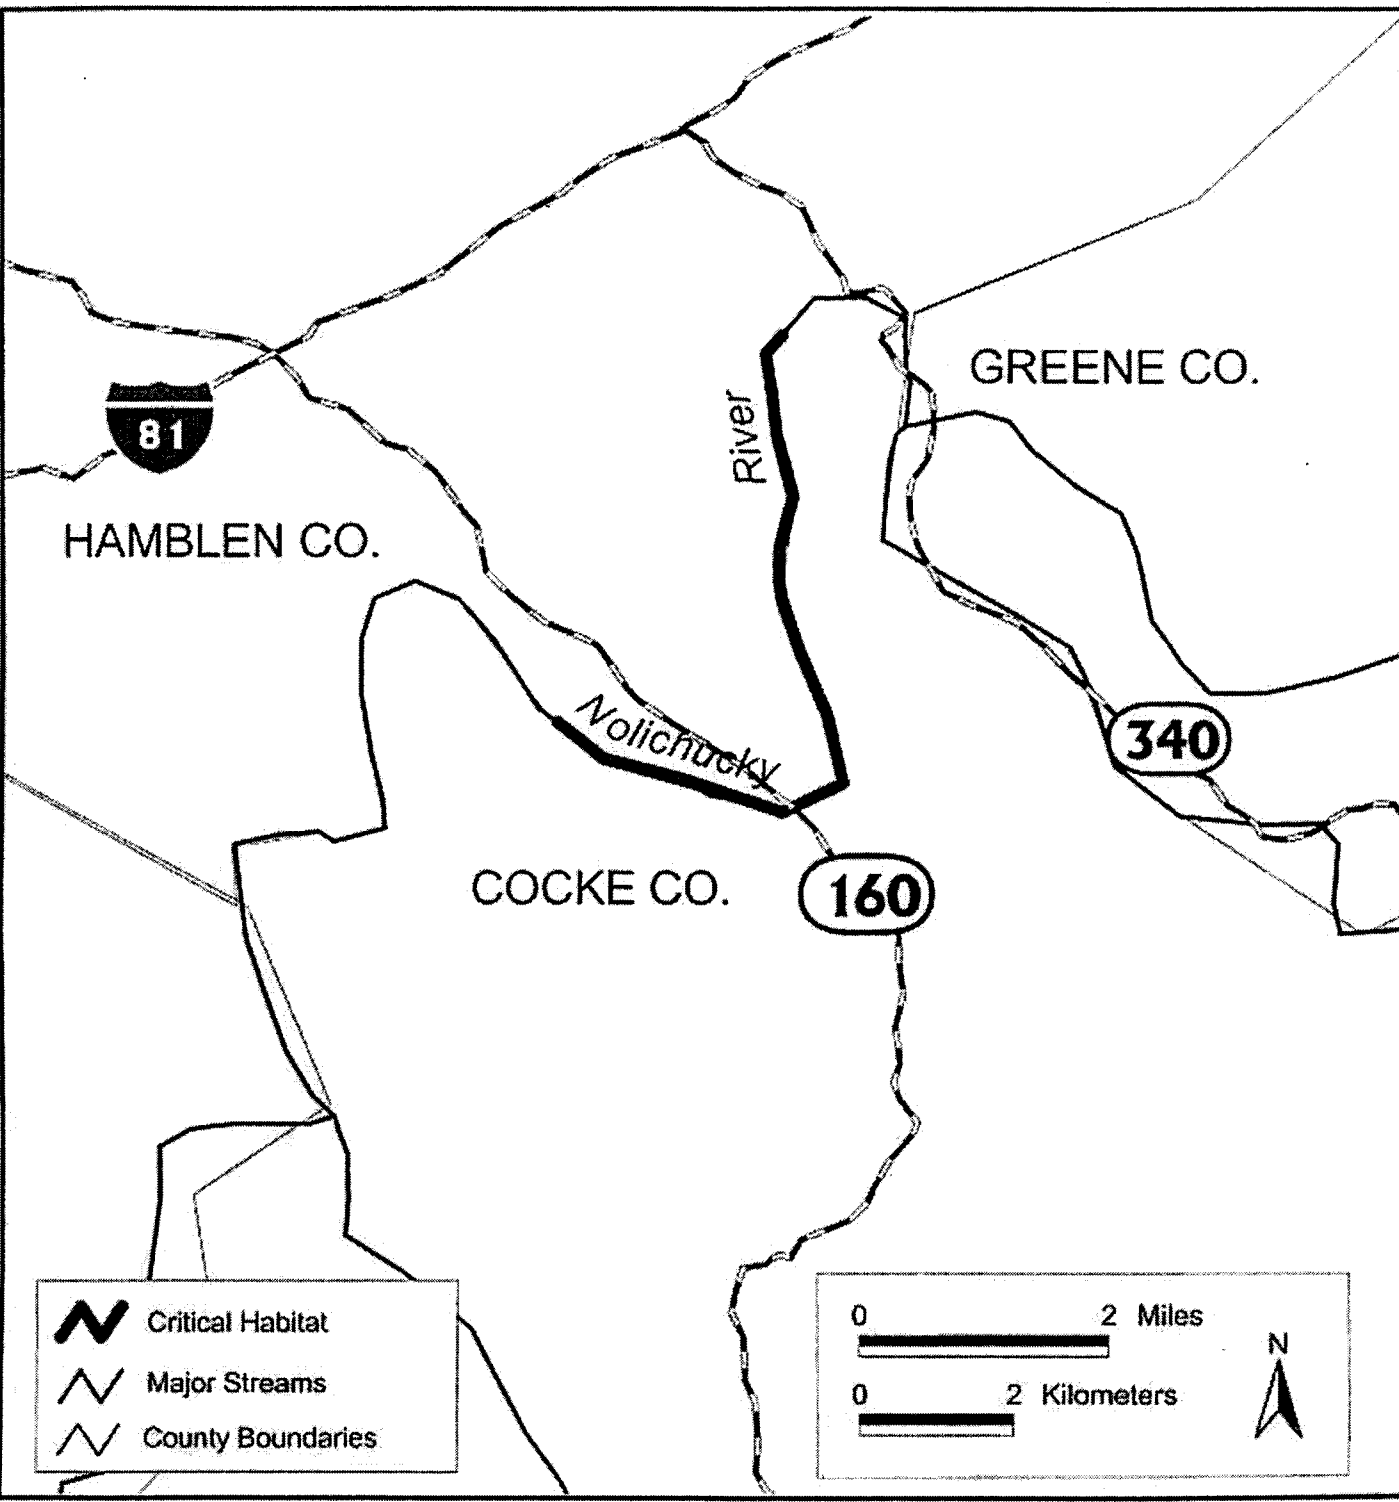 GREENE CO.
River
81
HAMBLEN CO.
Nolichucky
340
COCKE CO.
160
Critical Habitat
Major Streams
County Boundaries
0 2 Miles
0 2 Kilometers
N